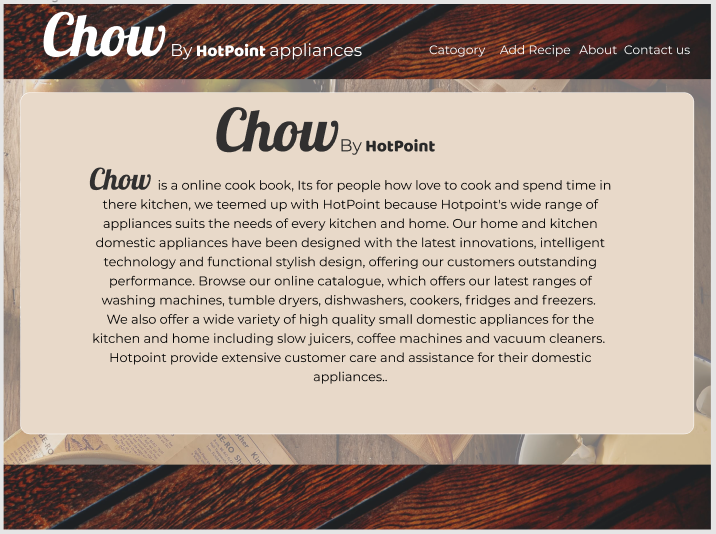 Chow By HotPoint appliances
Catogory Add Recipe About Contact us
Chow By HotPoint
Chow is a online cook book, Its for people how love to cook and spend time in
there kitchen, we teemed up with HotPoint because Hotpoint's wide range of
appliances suits the needs of every kitchen and home. Our home and kitchen
domestic appliances have been designed with the latest innovations, intelligent
technology and functional stylish design, offering our customers outstanding
performance. Browse our online catalogue, which offers our latest ranges of
washing machines, tumble dryers, dishwashers, cookers, fridges and freezers.
We also offer a wide variety of high quality small domestic appliances for the
kitchen and home including slow juicers, coffee machines and vacuum cleaners.
Hotpoint provide extensive customer care and assistance for their domestic
appliances..